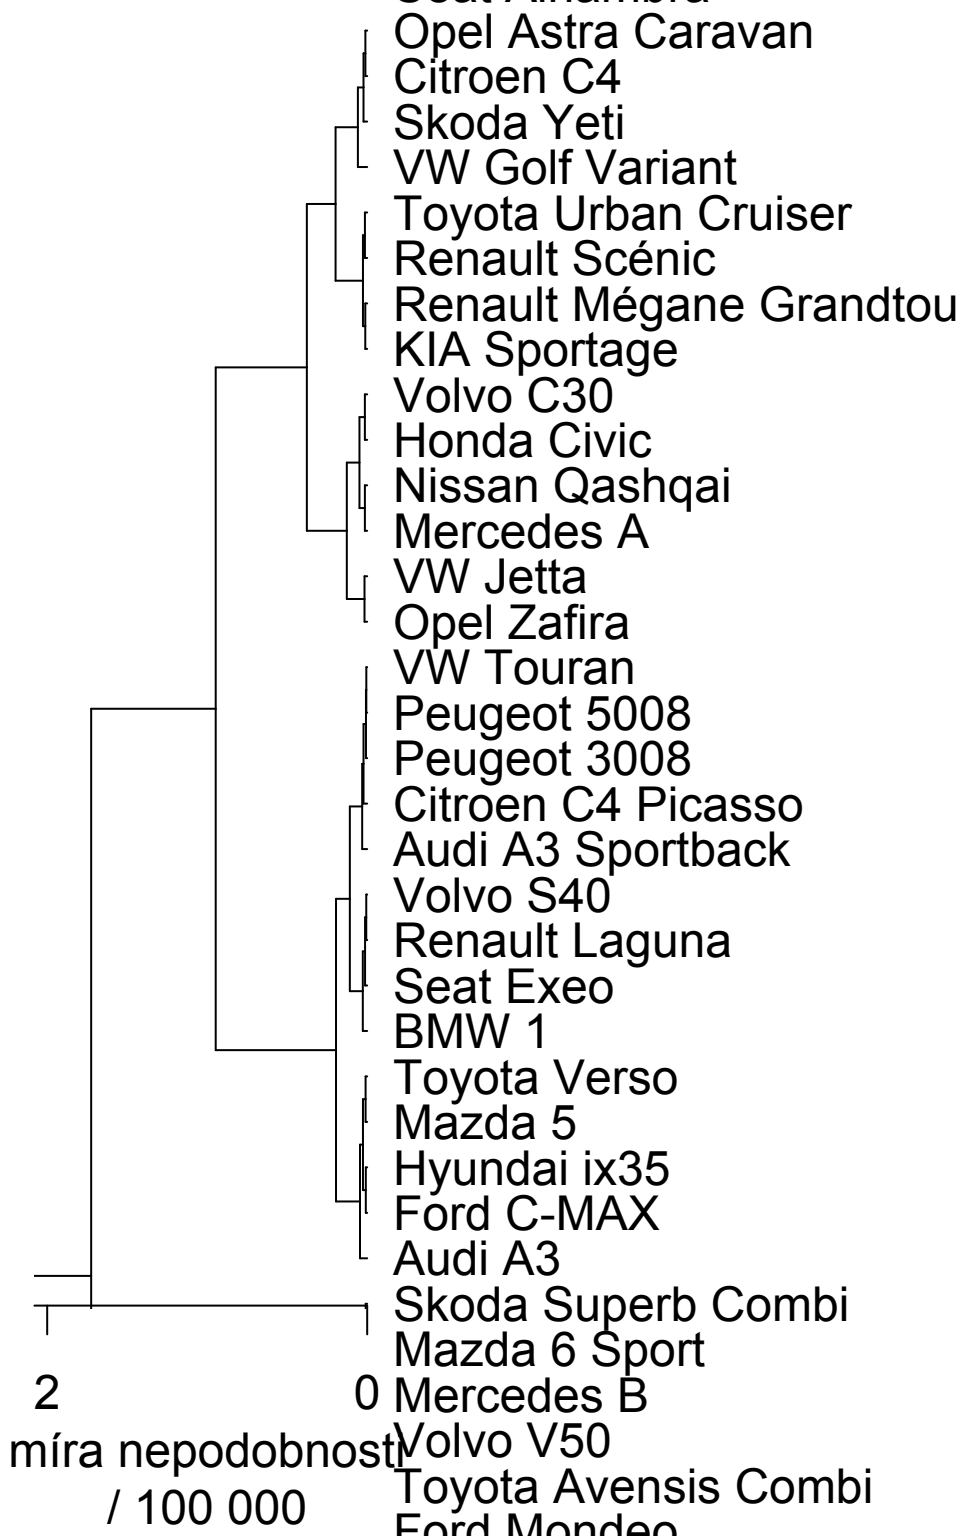 Seat Alhambra
Opel Astra Caravan
Citroen C4
Skoda Yeti
VW Golf Variant
Toyota Urban Cruiser
Renault Scénic
Renault Mégane Grandtou
KIA Sportage
Volvo C30
Honda Civic
Nissan Qashqai
Mercedes A
VW Jetta
Opel Zafira
VW Touran
Peugeot 5008
Peugeot 3008
Citroen C4 Picasso
Audi A3 Sportback
Volvo S40
Renault Laguna
Seat Exeo
BMW 1
Toyota Verso
Mazda 5
Hyundai ix35
Ford C-MAX
Audi A3
Skoda Superb Combi
Mazda 6 Sport
Mercedes B
Volvo V50
Toyota Avensis Combi
Ford Mondeo
2 0
míra nepodobnosti
/ 100 000